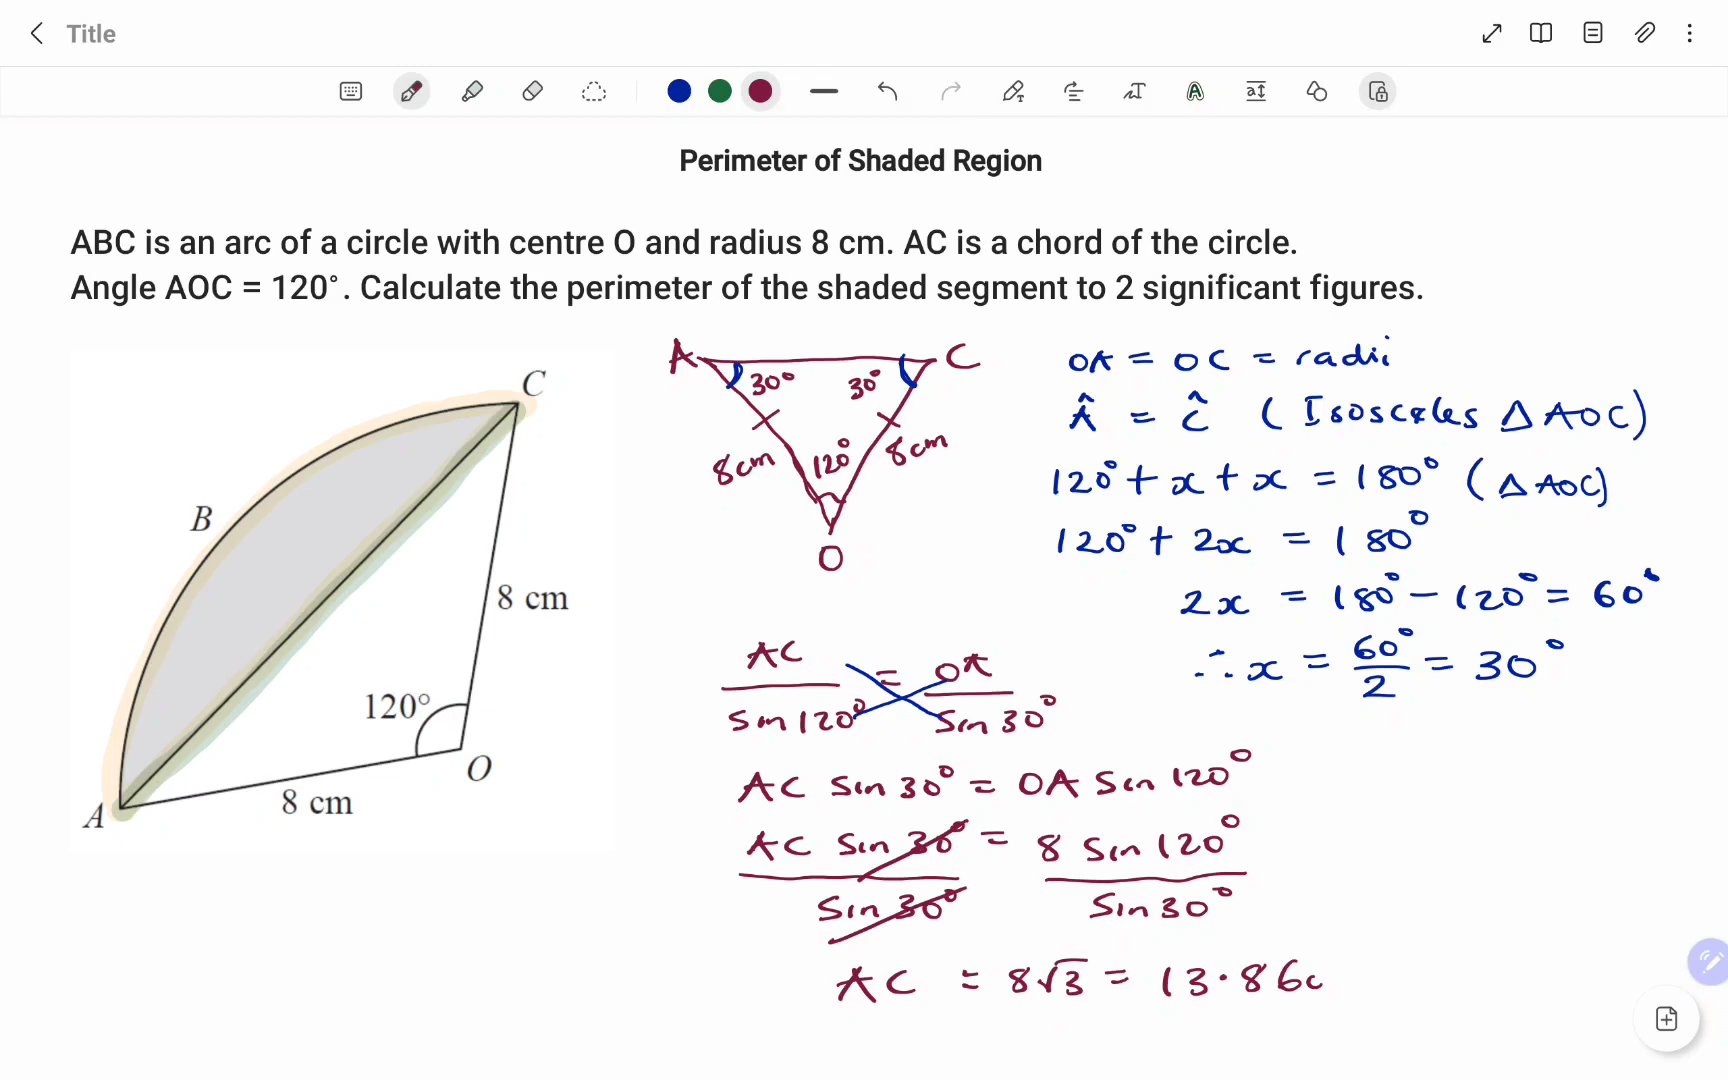 Title
Perimeter of Shaded Region
ABC is an arc of a circle with centre O and radius 8 cm. AC is a chord of the circle.
Angle AOC = 120°. Calculate the perimeter of the shaded segment to 2 significant figures.
C
B
8 cm
120°
O
8 cm
A
A C
30° 30°
8cm 120° 8cm
O
OA = OC = radii
Â = Ĉ (Isosceles Δ AOC)
120° + x + x = 180° (Δ AOC)
120° + 2x = 180°
2x = 180° - 120° = 60°
∴ x = 60°/2 = 30°
AC/Sin 120° = OA/Sin 30°
AC Sin 30° = OA Sin 120°
AC Sin 30°/Sin 30° = 8 Sin 120°/Sin 30°
AC = 8√3 = 13.86c